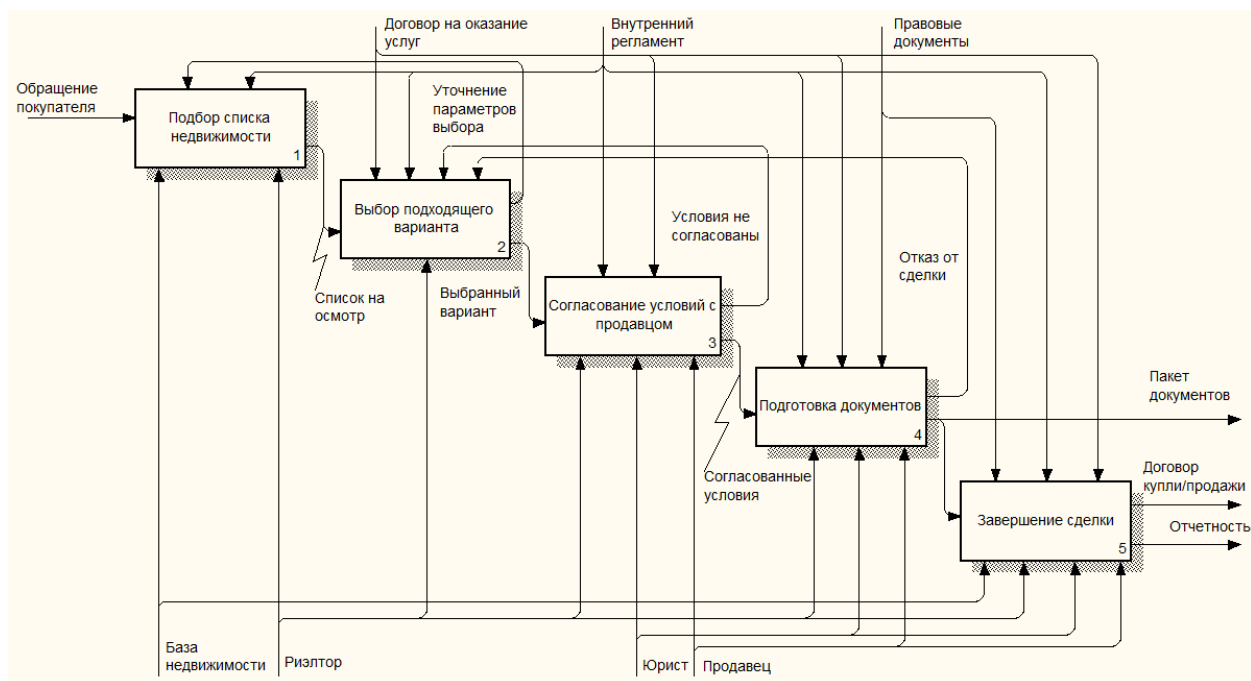 Договор на оказание
услуг
Внутренний
регламент
Правовые
документы
Обращение
покупателя
Подбор списка
недвижимости
1
Уточнение
параметров
выбора
Выбор подходящего
варианта
2
Условия не
согласованы
Отказ от
сделки
Список на
осмотр
Выбранный
вариант
Согласование условий с
продавцом
3
Пакет
документов
Подготовка документов
4
Согласованные
условия
Договор
купли/продажи
Завершение сделки
5
Отчетность
База
недвижимости
Риэлтор
Юрист
Продавец